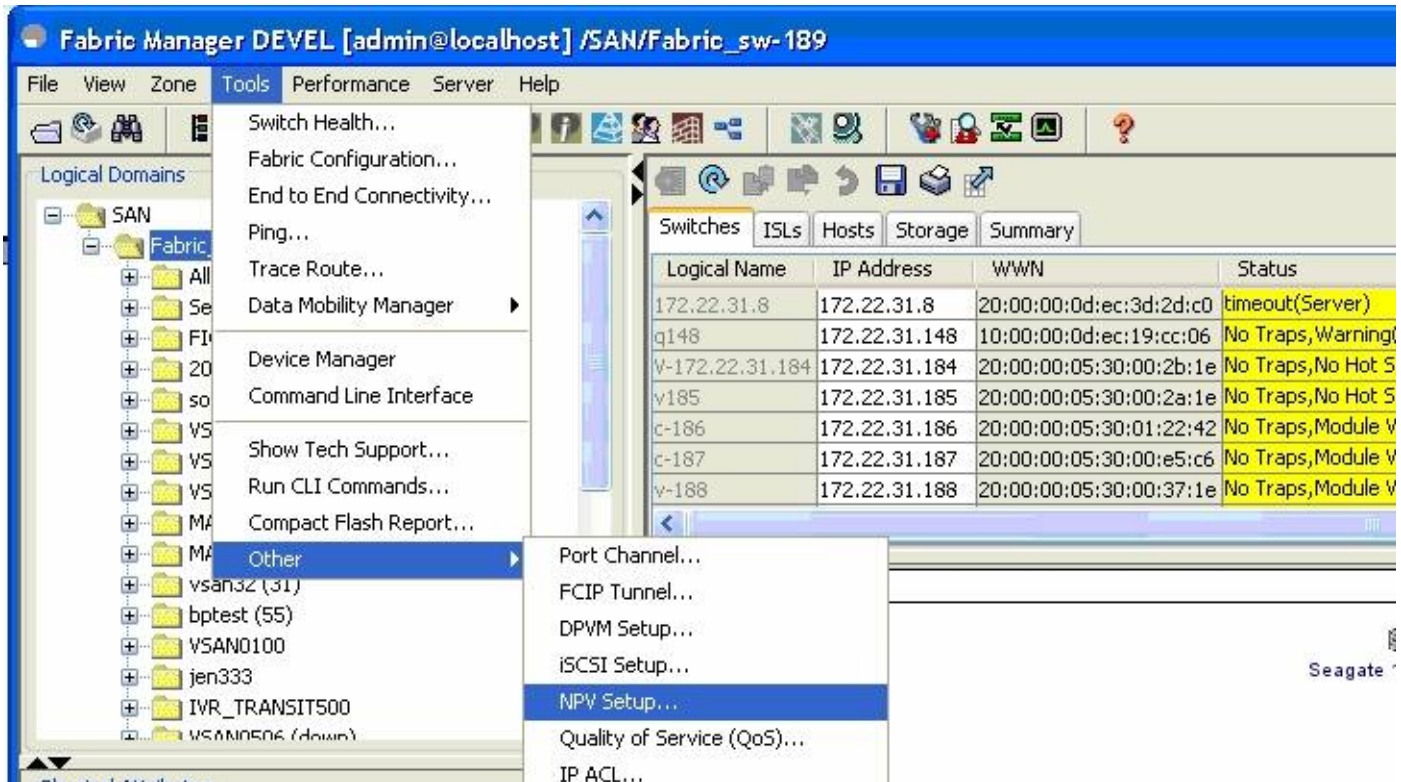 Fabric Manager DEVEL [admin@localhost] /SAN/Fabric_sw-189
File View Zone Tools Performance Server Help
Switch Health...
Fabric Configuration...
End to End Connectivity...
Ping...
Trace Route...
Data Mobility Manager
Device Manager
Command Line Interface
Show Tech Support...
Run CLI Commands...
Compact Flash Report...
Other
Port Channel...
FCIP Tunnel...
DPVM Setup...
iSCSI Setup...
NPV Setup...
Quality of Service (QoS)...
IP ACL...
Logical Domains
SAN
Fabric_
All
Se
FI
20
so
VS
VS
VS
MA
MA
vsan32 (31)
bptest (55)
VSAN0100
jen333
IVR_TRANSIT500
VSAN0506 (down)
Switches ISLs Hosts Storage Summary
Logical Name IP Address WWN Status
172.22.31.8 172.22.31.8 20:00:00:0d:ec:3d:2d:c0 timeout(Server)
q148 172.22.31.148 10:00:00:0d:ec:19:cc:06 No Traps,Warning(
V-172.22.31.184 172.22.31.184 20:00:00:05:30:00:2b:1e No Traps,No Hot S
v185 172.22.31.185 20:00:00:05:30:00:2a:1e No Traps,No Hot S
c-186 172.22.31.186 20:00:00:05:30:01:22:42 No Traps,Module W
c-187 172.22.31.187 20:00:00:05:30:00:e5:c6 No Traps,Module W
v-188 172.22.31.188 20:00:00:05:30:00:37:1e No Traps,Module W
Seagate